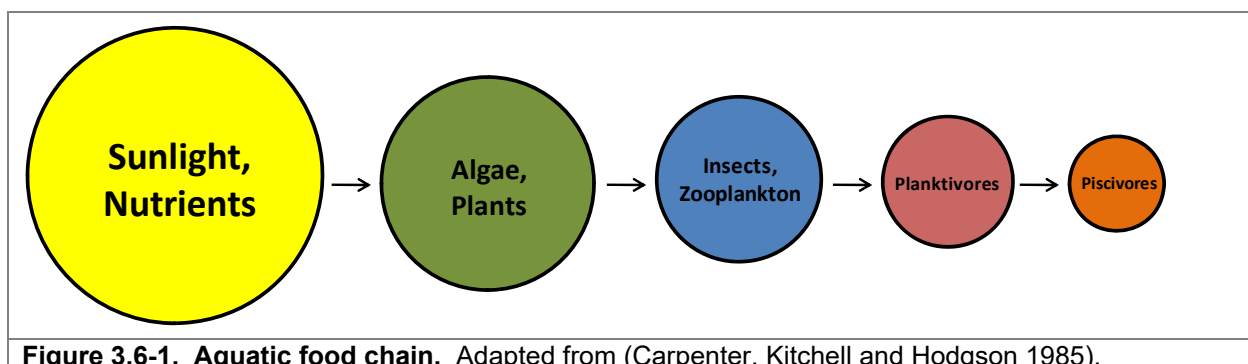 Sunlight,
Nutrients
Algae,
Plants
Insects,
Zooplankton
Planktivores
Piscivores
Figure 3.6-1. Aquatic food chain. Adapted from (Carpenter, Kitchell and Hodgson 1985).